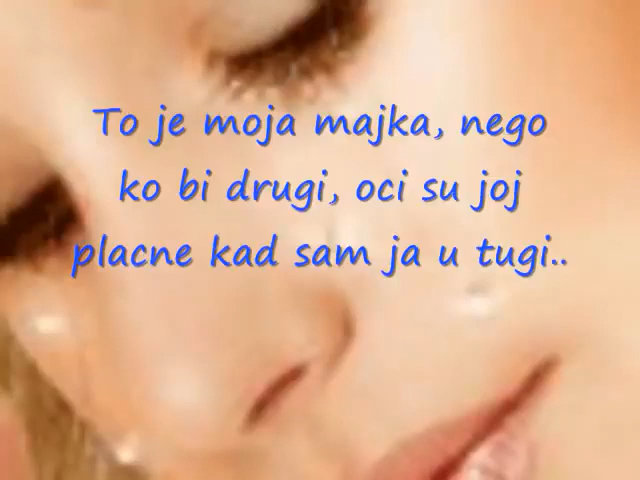 To je moja majka, nego
ko bi drugi, oci su joj
placne kad sam ja u tugi..